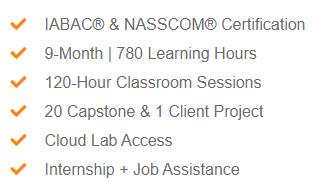 IABAC® & NASSCOM® Certification
9-Month | 780 Learning Hours
120-Hour Classroom Sessions
20 Capstone & 1 Client Project
Cloud Lab Access
Internship + Job Assistance